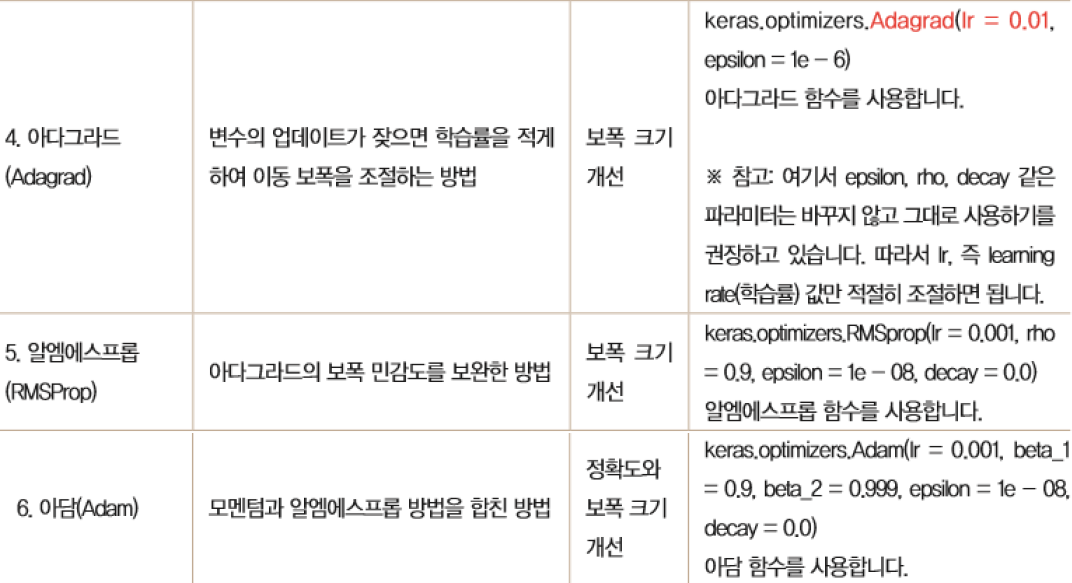 4. 아다그라드
(Adagrad)
변수의 업데이트가 잦으면 학습률을 적게
하여 이동 보폭을 조절하는 방법
보폭 크기
개선
keras.optimizers.Adagrad(lr = 0.01,
epsilon = 1e − 6)
아다그라드 함수를 사용합니다.
※ 참고: 여기서 epsilon, rho, decay 같은
파라미터는 바꾸지 않고 그대로 사용하기를
권장하고 있습니다. 따라서 lr, 즉 learning
rate(학습률) 값만 적절히 조절하면 됩니다.
5. 알엠에스프롭
(RMSProp)
아다그라드의 보폭 민감도를 보완한 방법
보폭 크기
개선
keras.optimizers.RMSprop(lr = 0.001, rho
= 0.9, epsilon = 1e − 08, decay = 0.0)
알엠에스프롭 함수를 사용합니다.
6. 아담(Adam)
모멘텀과 알엠에스프롭 방법을 합친 방법
정확도와
보폭 크기
개선
keras.optimizers.Adam(lr = 0.001, beta_1
= 0.9, beta_2 = 0.999, epsilon = 1e − 08,
decay = 0.0)
아담 함수를 사용합니다.